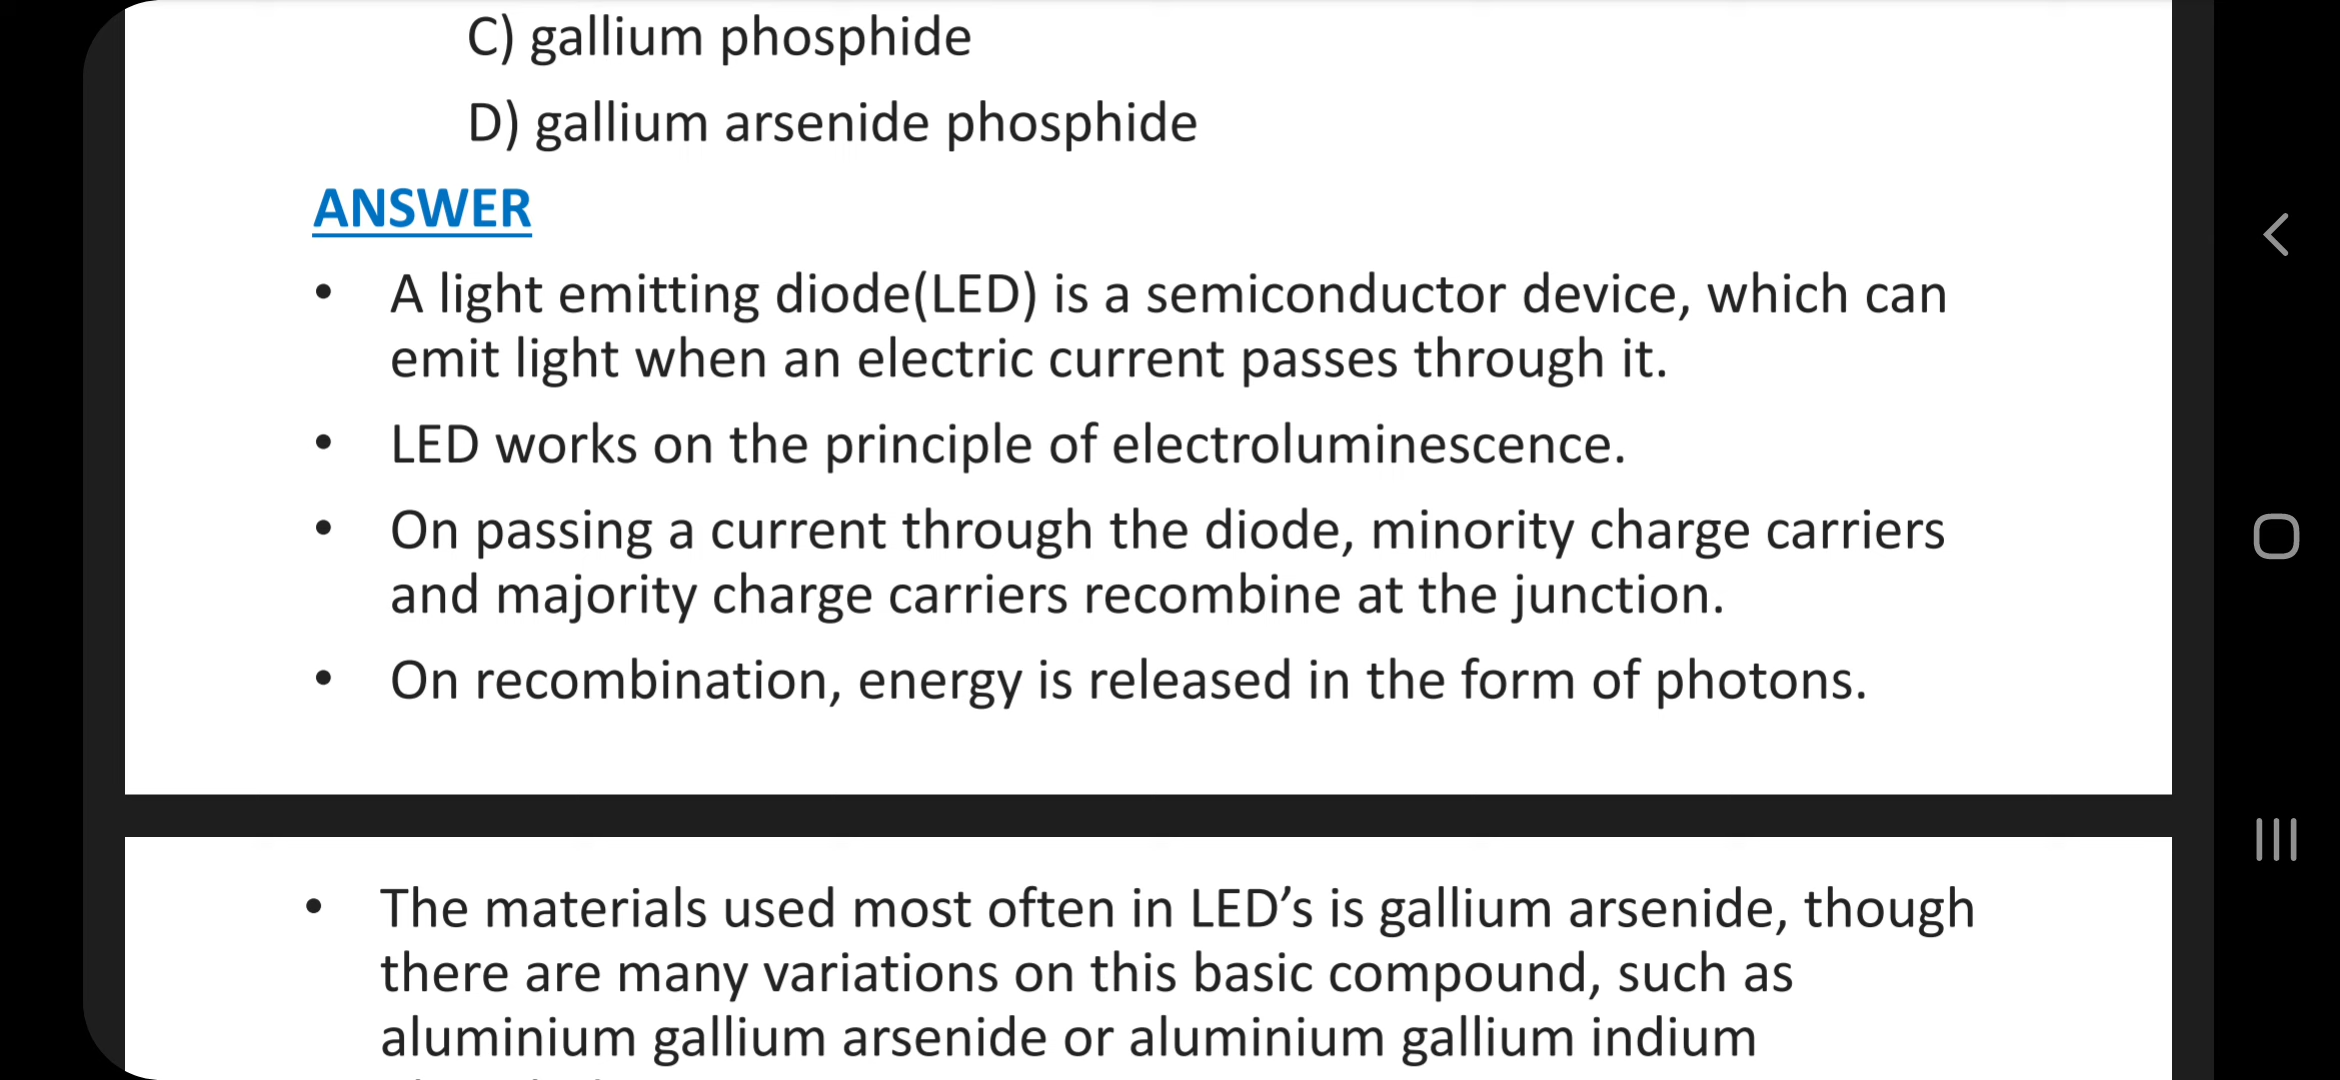 C) gallium phosphide
D) gallium arsenide phosphide
ANSWER
• A light emitting diode(LED) is a semiconductor device, which can
emit light when an electric current passes through it.
• LED works on the principle of electroluminescence.
• On passing a current through the diode, minority charge carriers
and majority charge carriers recombine at the junction.
• On recombination, energy is released in the form of photons.
• The materials used most often in LED’s is gallium arsenide, though
there are many variations on this basic compound, such as
aluminium gallium arsenide or aluminium gallium indium